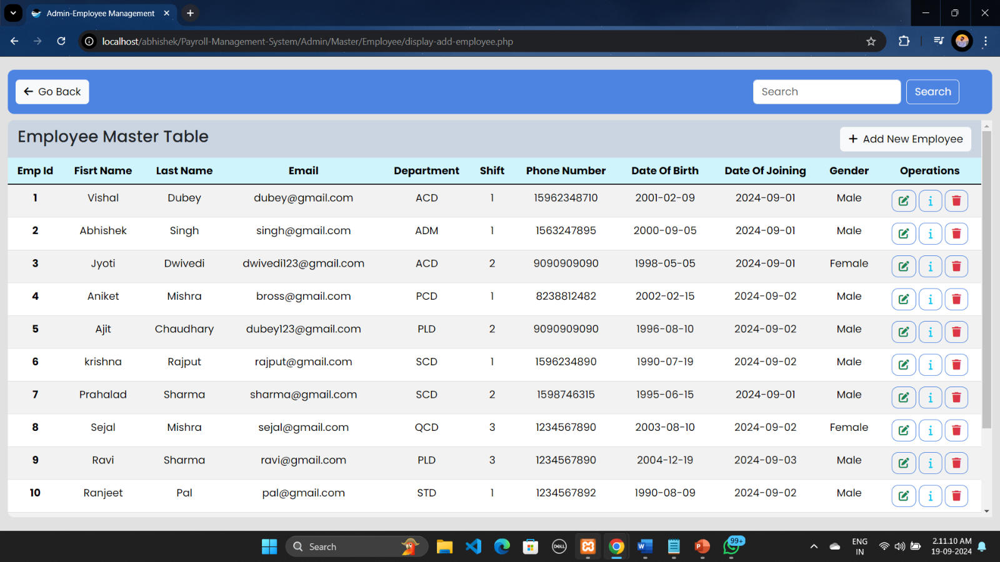 Admin-Employee Management
localhost/abhishek/Payroll-Management-System/Admin/Master/Employee/display-add-employee.php
Go Back
Search
Search
Employee Master Table
Add New Employee
Emp Id Fisrt Name Last Name Email Department Shift Phone Number Date Of Birth Date Of Joining Gender Operations
1 Vishal Dubey dubey@gmail.com ACD 1 15962348710 2001-02-09 2024-09-01 Male
2 Abhishek Singh singh@gmail.com ADM 1 1563247895 2000-09-05 2024-09-01 Male
3 Jyoti Dwivedi dwivedi123@gmail.com ACD 2 9090909090 1998-05-05 2024-09-01 Female
4 Aniket Mishra bross@gmail.com PCD 1 8238812482 2002-02-15 2024-09-02 Male
5 Ajit Chaudhary dubey123@gmail.com PLD 2 9090909090 1996-08-10 2024-09-02 Male
6 krishna Rajput rajput@gmail.com SCD 1 1596234890 1990-07-19 2024-09-02 Male
7 Prahalad Sharma sharma@gmail.com SCD 2 1598746315 1995-06-15 2024-09-01 Male
8 Sejal Mishra sejal@gmail.com QCD 3 1234567890 2003-08-10 2024-09-02 Female
9 Ravi Sharma ravi@gmail.com PLD 3 1234567890 2004-12-19 2024-09-03 Male
10 Ranjeet Pal pal@gmail.com STD 1 1234567892 1990-08-09 2024-09-02 Male
Search
DELL
W
P
99+
ENG
IN
2.11.10 AM
19-09-2024